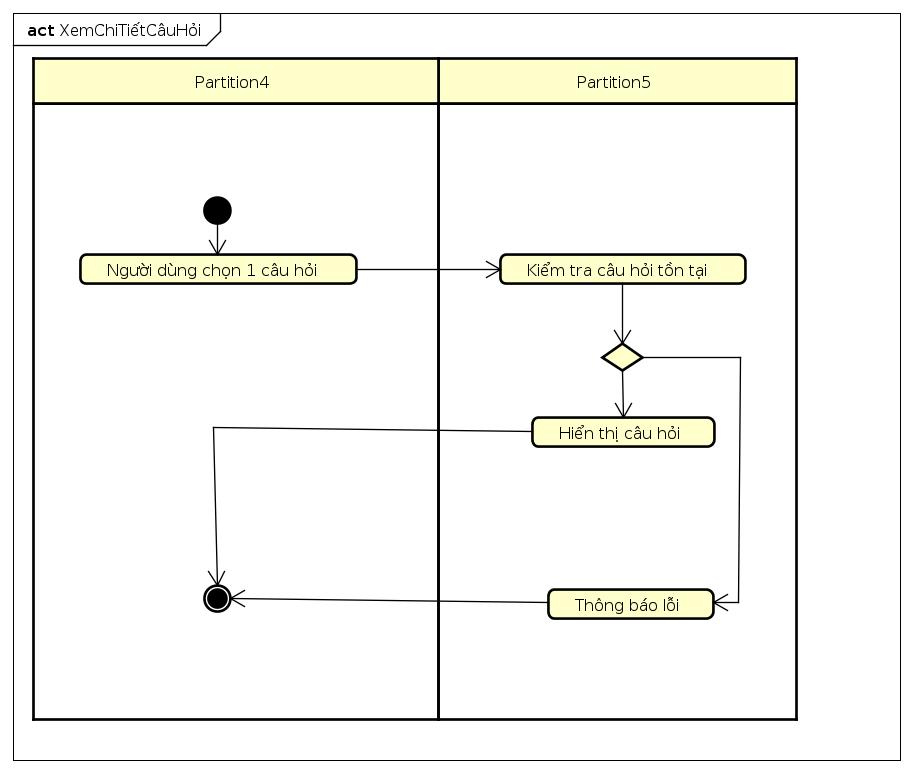 act XemChiTiếtCâuHỏi
Partition4
Partition5
Người dùng chọn 1 câu hỏi
Kiểm tra câu hỏi tồn tại
Hiển thị câu hỏi
Thông báo lỗi